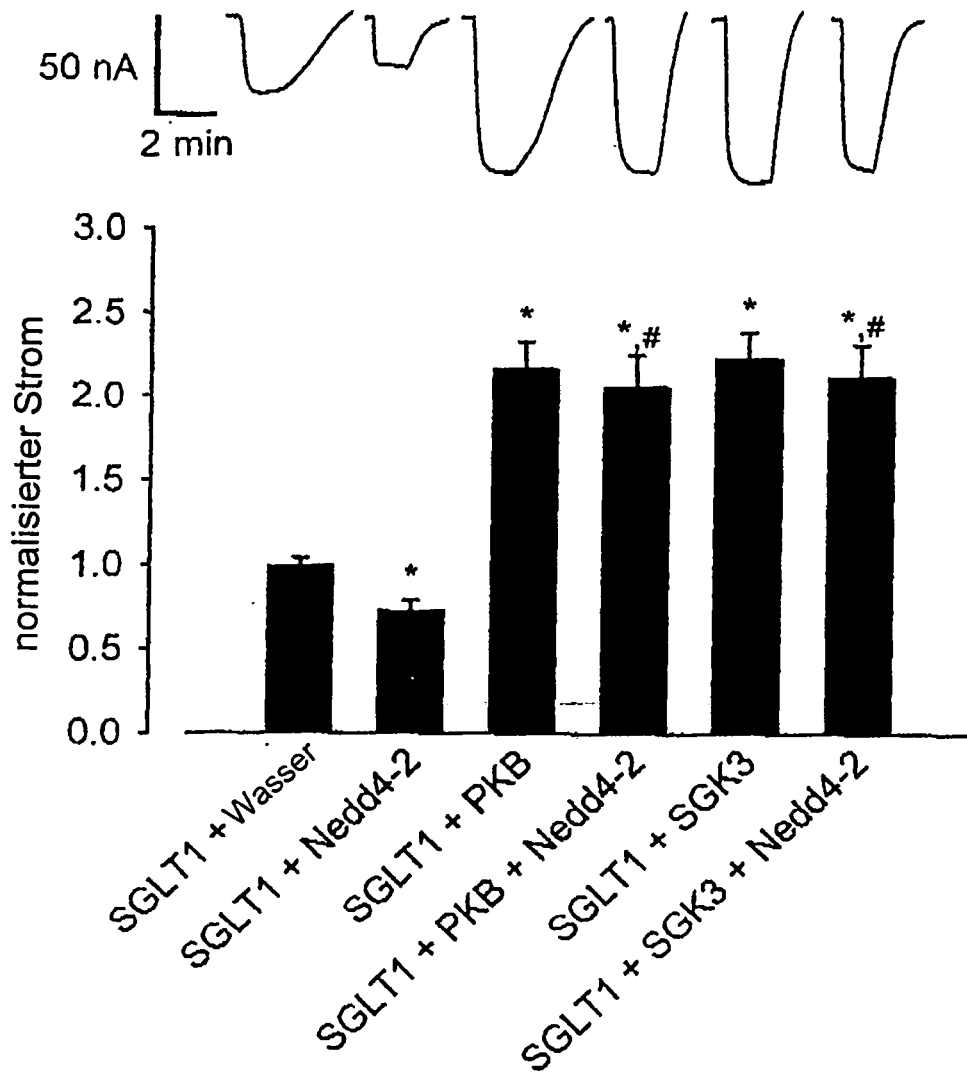 50 nA
2 min
normalisierter Strom
3.0
2.5
2.0
1.5
1.0
0.5
0.0
*
*
*,#
*
*,#
SGLT1 + Wasser
SGLT1 + Nedd4-2
SGLT1 + PKB
SGLT1 + PKB + Nedd4-2
SGLT1 + SGK3
SGLT1 + SGK3 + Nedd4-2